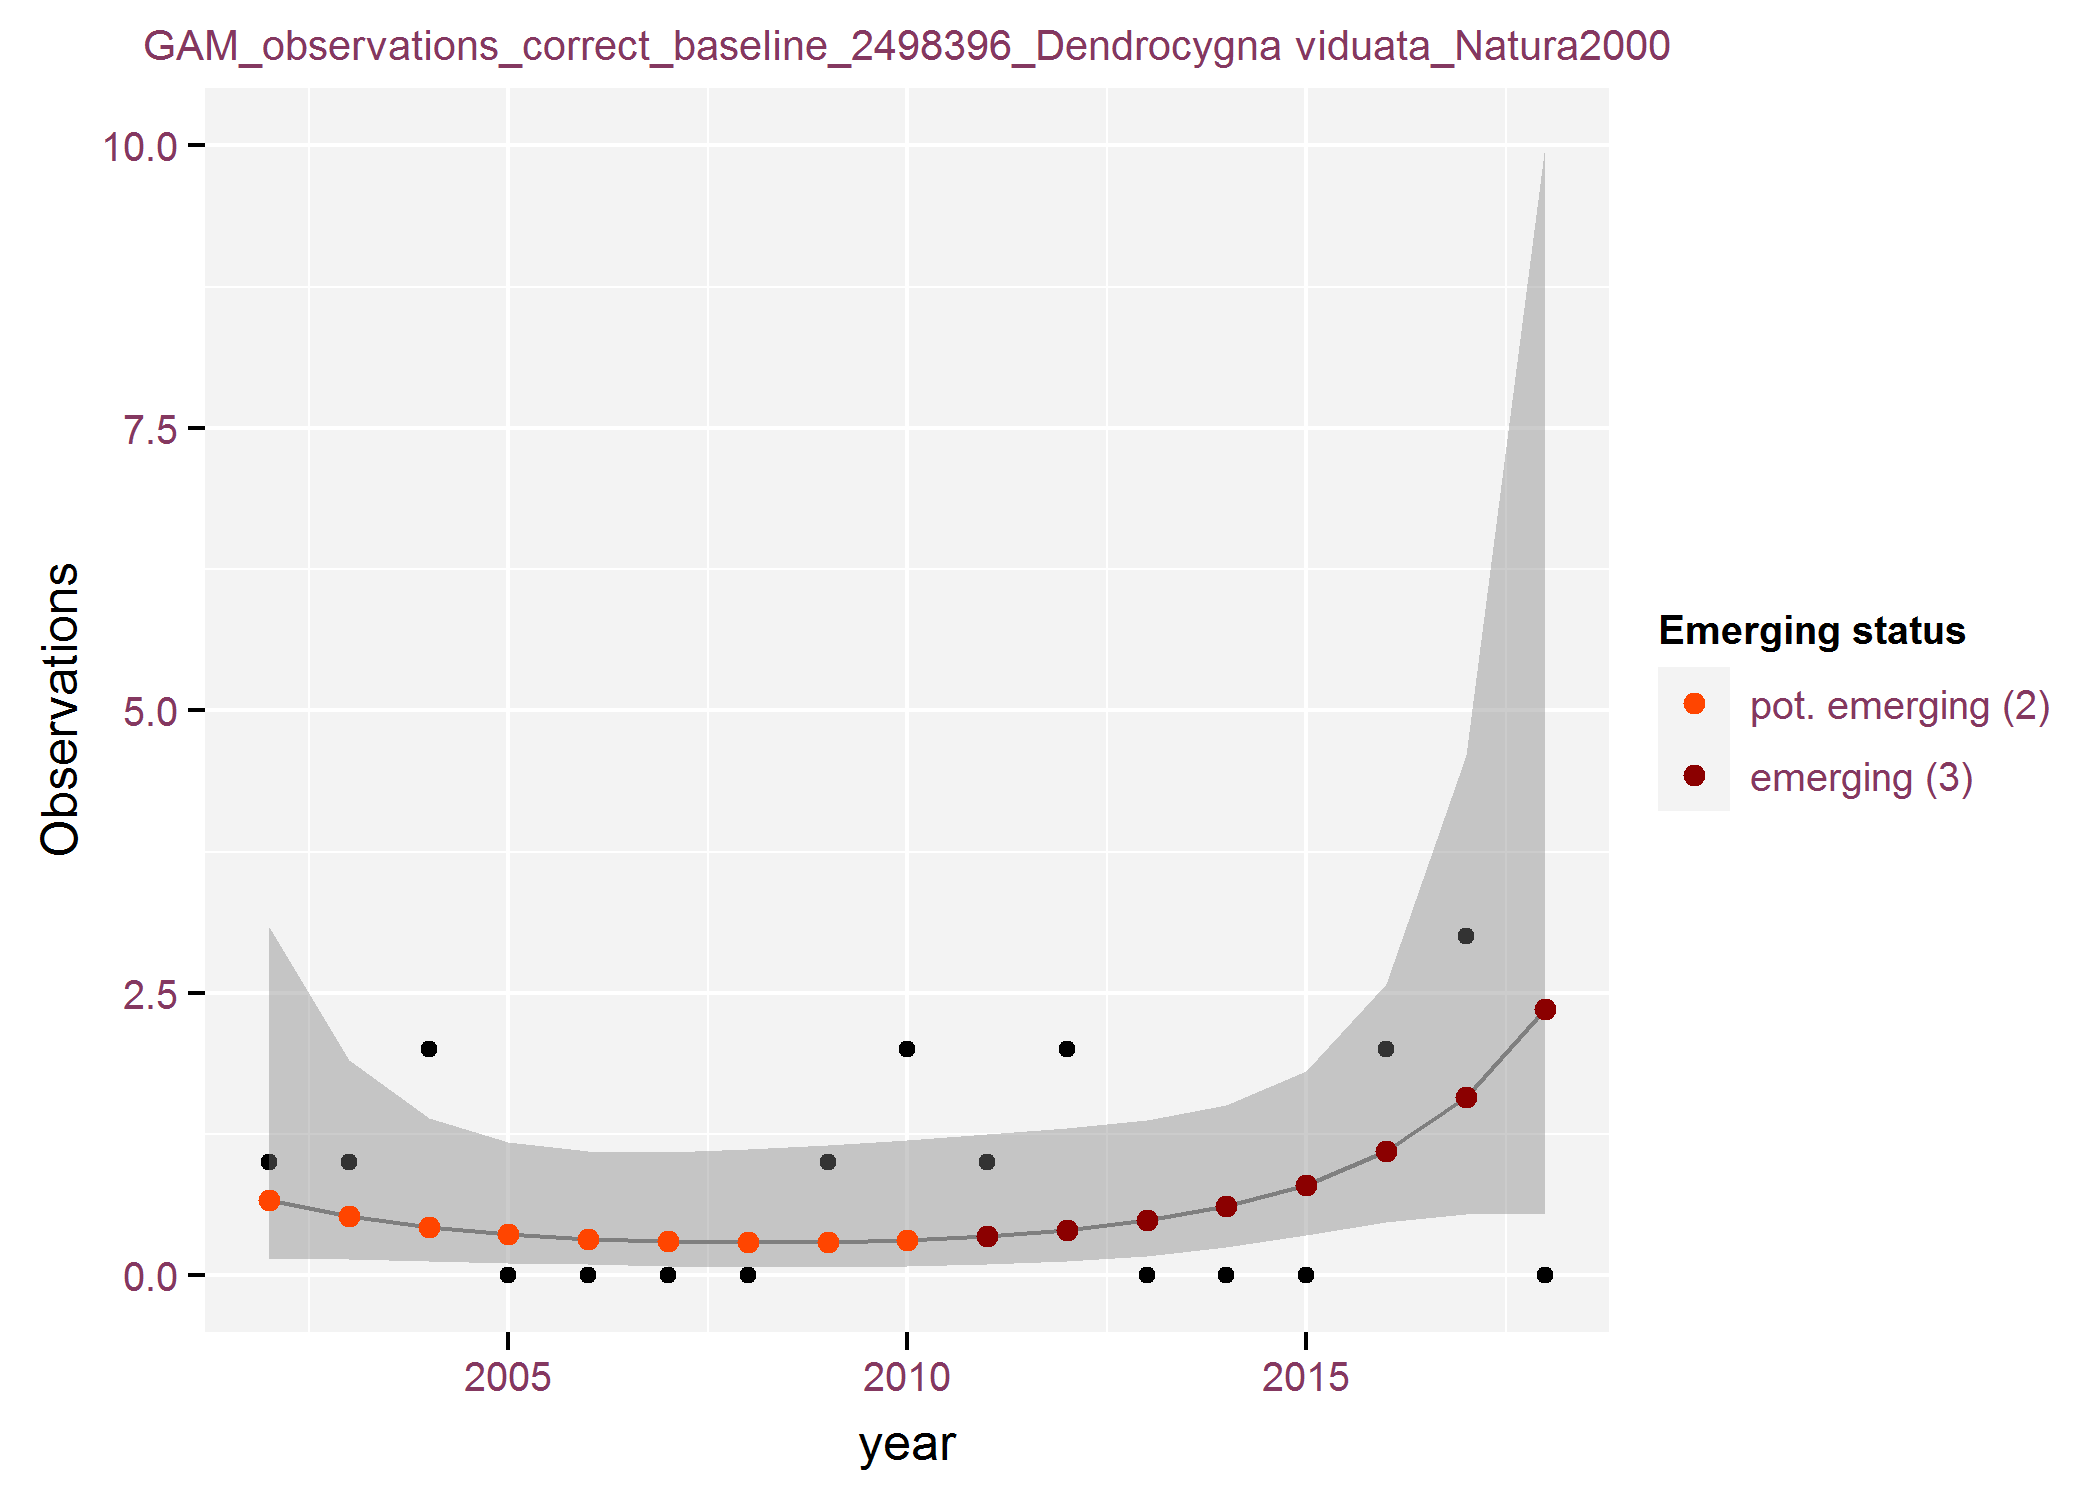 GAM_observations_correct_baseline_2498396_Dendrocygna viduata_Natura2000
10.0
7.5
5.0
2.5
0.0
Observations
2005
2010
2015
year
Emerging status
pot. emerging (2)
emerging (3)